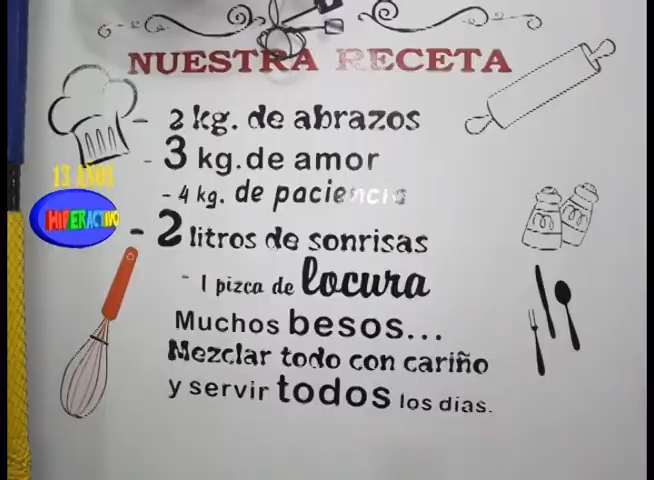 NUESTRA RECETA
- 2 kg. de abrazos
- 3 kg. de amor
- 4 kg. de paciencia
13 AÑOS
HIPERACTIVO
- 2 litros de sonrisas
- 1 pizca de locura
Muchos besos...
Mezclar todo con cariño
y servir todos los dias.